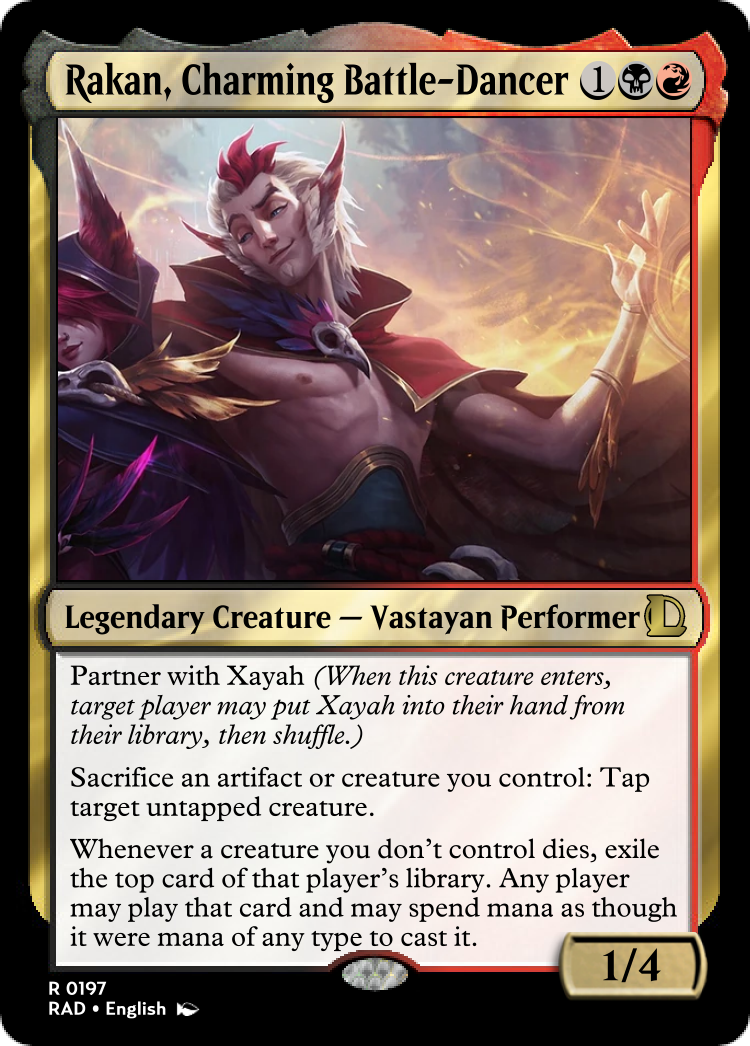 Rakan, Charming Battle-Dancer 1
Legendary Creature — Vastayan Performer
Partner with Xayah (When this creature enters,
target player may put Xayah into their hand from
their library, then shuffle.)
Sacrifice an artifact or creature you control: Tap
target untapped creature.
Whenever a creature you don't control dies, exile
the top card of that player's library. Any player
may play that card and may spend mana as though
it were mana of any type to cast it.
1/4
R 0197
RAD • English